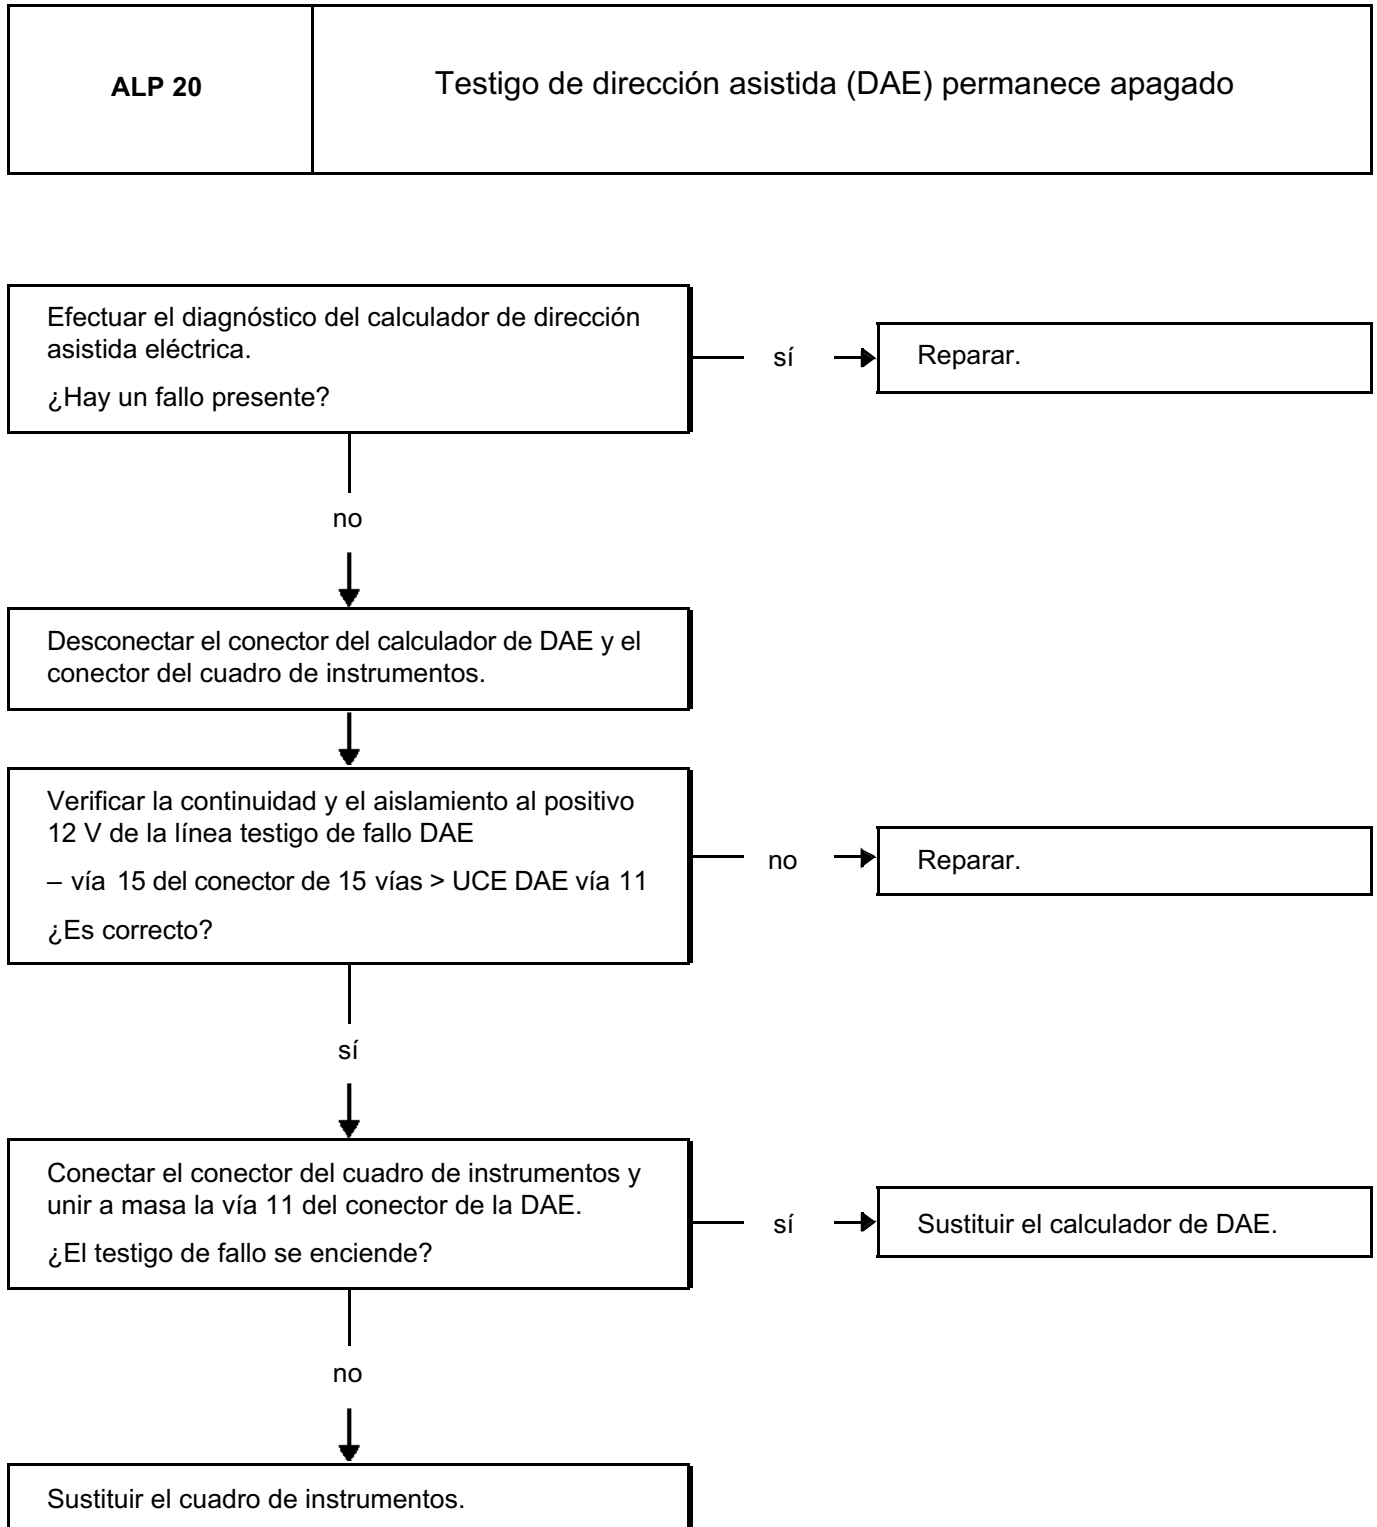 ALP 20
Testigo de dirección asistida (DAE) permanece apagado
Efectuar el diagnóstico del calculador de dirección
asistida eléctrica.
¿Hay un fallo presente?
sí
Reparar.
no
Desconectar el conector del calculador de DAE y el
conector del cuadro de instrumentos.
Verificar la continuidad y el aislamiento al positivo
12 V de la línea testigo de fallo DAE
– vía 15 del conector de 15 vías > UCE DAE vía 11
¿Es correcto?
no
Reparar.
sí
Conectar el conector del cuadro de instrumentos y
unir a masa la vía 11 del conector de la DAE.
¿El testigo de fallo se enciende?
sí
Sustituir el calculador de DAE.
no
Sustituir el cuadro de instrumentos.